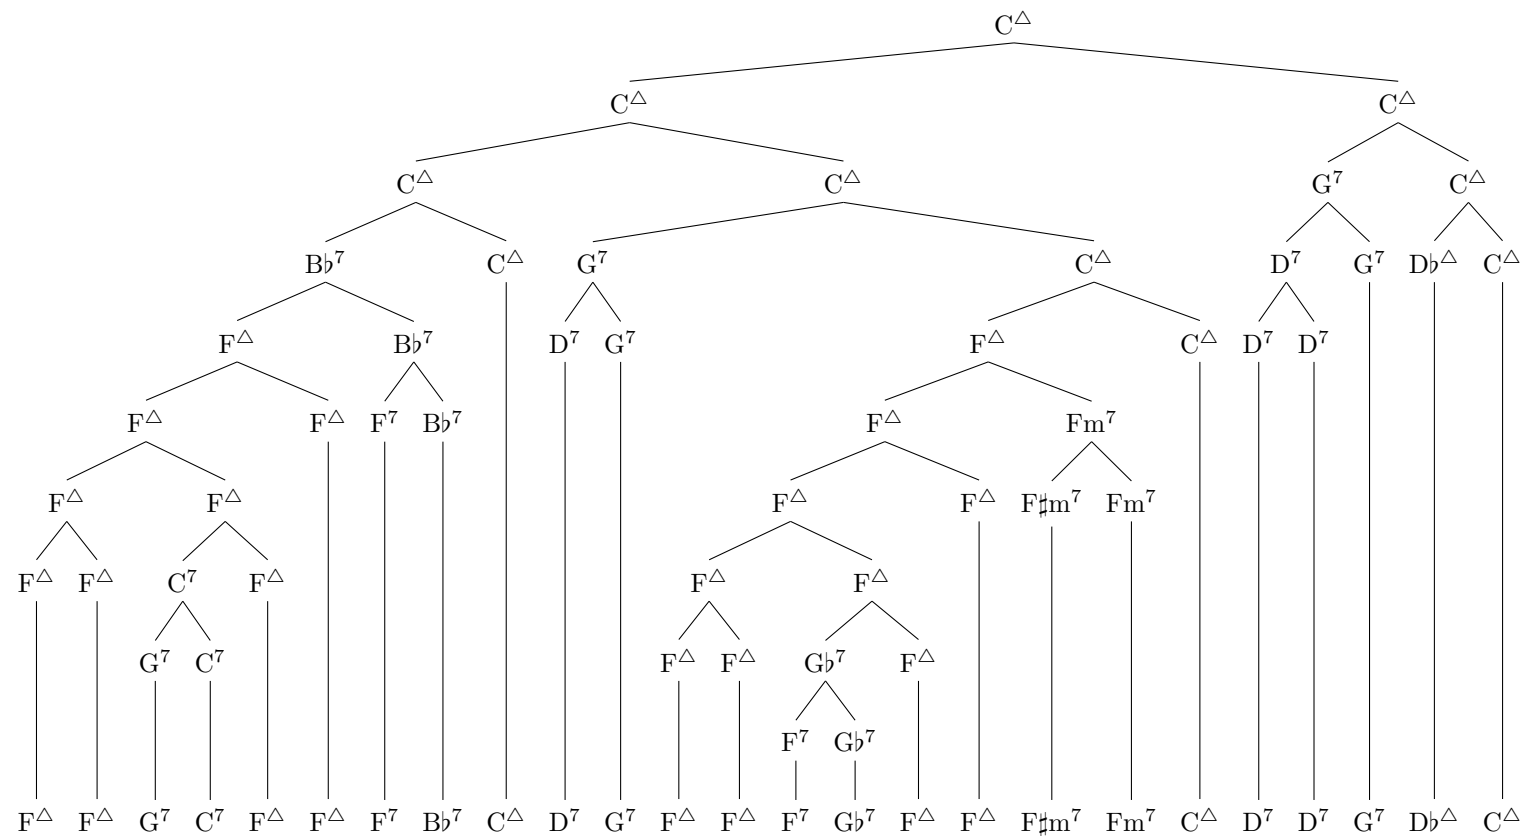 C△
C△ C△
C△ C△ G⁷ C△
B♭⁷ C△ G⁷ C△ D⁷ G⁷ D♭△ C△
F△ B♭⁷ D⁷ G⁷ F△ C△ D⁷ D⁷
F△ F△ F⁷ B♭⁷ F△ Fm⁷
F△ F△ F△ F△ F♯m⁷ Fm⁷
F△ F△ C⁷ F△ F△ F△
G⁷ C⁷ F△ F△ G♭⁷ F△
F⁷ G♭⁷
F△ F△ G⁷ C⁷ F△ F△ F⁷ B♭⁷ C△ D⁷ G⁷ F△ F△ F⁷ G♭⁷ F△ F△ F♯m⁷ Fm⁷ C△ D⁷ D⁷ G⁷ D♭△ C△